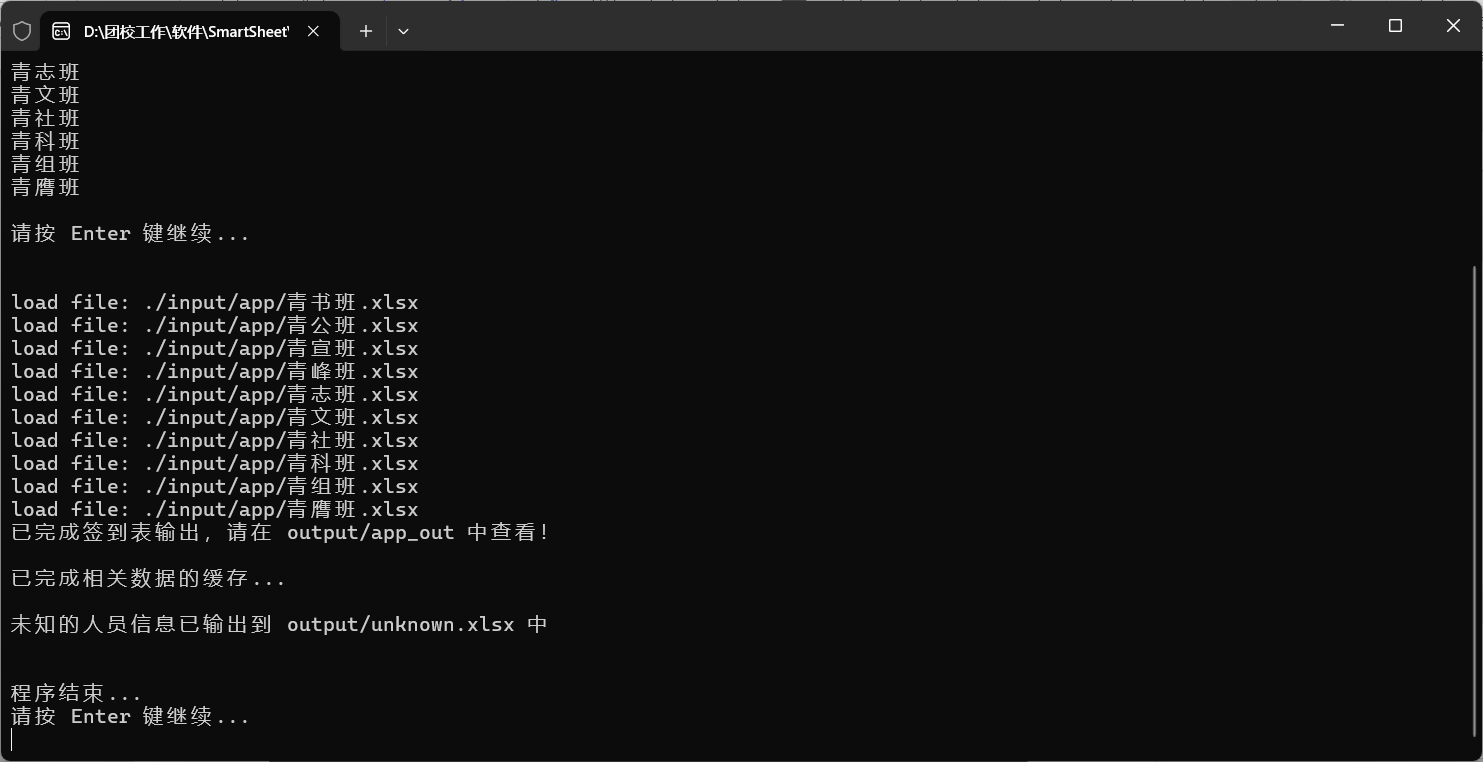 D:\团校工作\软件\SmartSheet\
青志班
青文班
青社班
青科班
青组班
青膺班
请按 Enter 键继续...
load file: ./input/app/青书班.xlsx
load file: ./input/app/青公班.xlsx
load file: ./input/app/青宣班.xlsx
load file: ./input/app/青峰班.xlsx
load file: ./input/app/青志班.xlsx
load file: ./input/app/青文班.xlsx
load file: ./input/app/青社班.xlsx
load file: ./input/app/青科班.xlsx
load file: ./input/app/青组班.xlsx
load file: ./input/app/青膺班.xlsx
已完成签到表输出，请在 output/app_out 中查看！
已完成相关数据的缓存...
未知的人员信息已输出到 output/unknown.xlsx 中
程序结束...
请按 Enter 键继续...